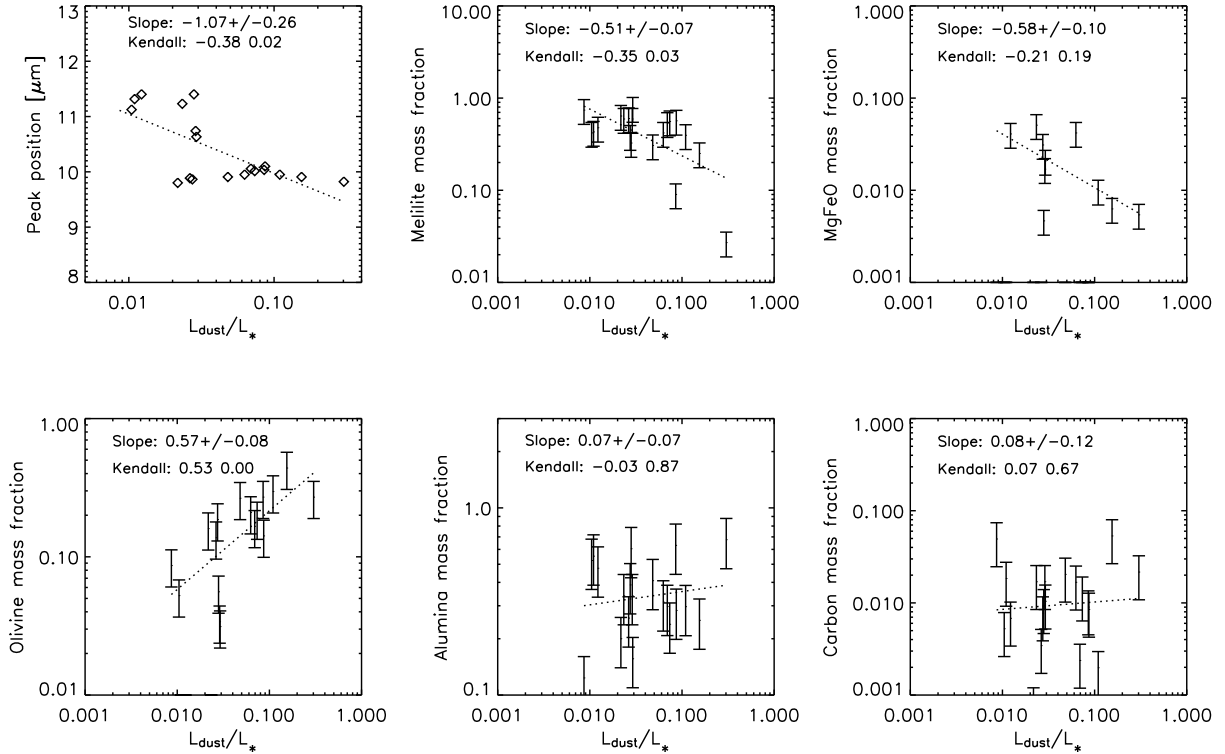 Slope: −1.07+/−0.26
Kendall: −0.38 0.02
13
12
11
10
9
8
Peak position [μm]
0.01
0.10
L_dust/L_*
Slope: −0.51+/−0.07
Kendall: −0.35 0.03
10.00
1.00
0.10
0.01
Melilite mass fraction
0.001
0.010
0.100
1.000
L_dust/L_*
Slope: −0.58+/−0.10
Kendall: −0.21 0.19
1.000
0.100
0.010
0.001
MgFeO mass fraction
0.001
0.010
0.100
1.000
L_dust/L_*
Slope: 0.57+/−0.08
Kendall: 0.53 0.00
1.00
0.10
0.01
Olivine mass fraction
0.001
0.010
0.100
1.000
L_dust/L_*
Slope: 0.07+/−0.07
Kendall: −0.03 0.87
1.0
0.1
Alumina mass fraction
0.001
0.010
0.100
1.000
L_dust/L_*
Slope: 0.08+/−0.12
Kendall: 0.07 0.67
1.000
0.100
0.010
0.001
Carbon mass fraction
0.001
0.010
0.100
1.000
L_dust/L_*